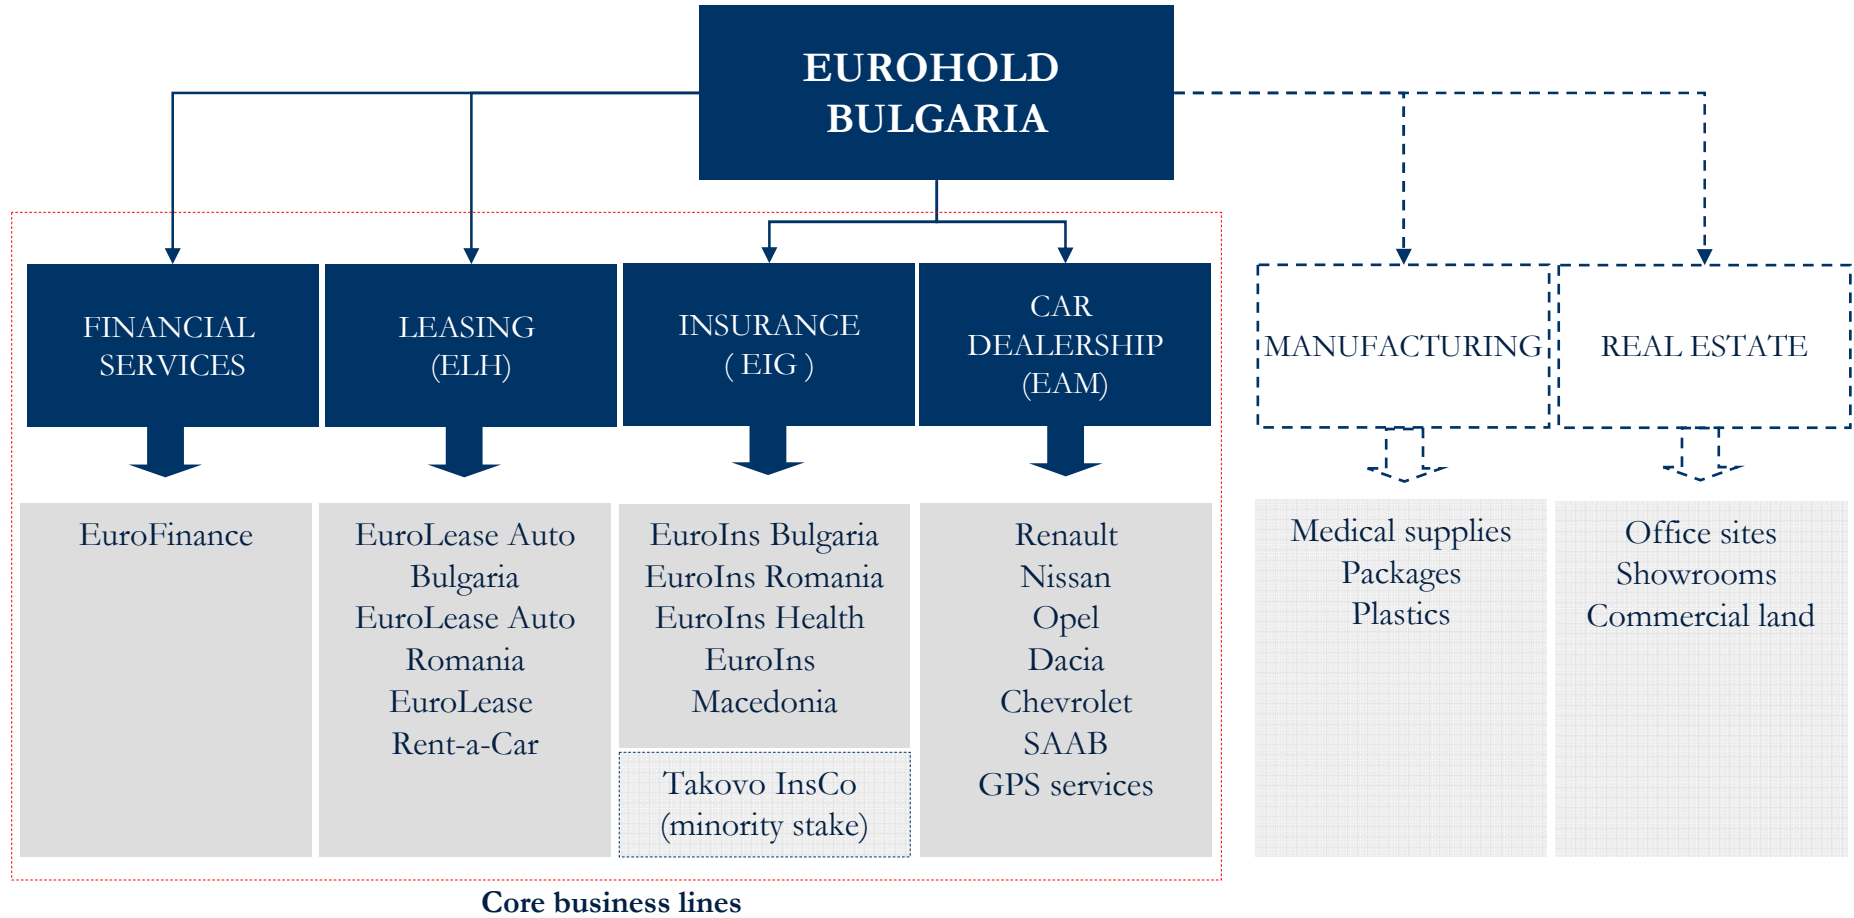 EUROHOLD
BULGARIA
FINANCIAL
SERVICES
LEASING
(ELH)
INSURANCE
( EIG )
CAR
DEALERSHIP
(EAM)
MANUFACTURING
REAL ESTATE
EuroFinance
EuroLease Auto
Bulgaria
EuroLease Auto
Romania
EuroLease
Rent-a-Car
EuroIns Bulgaria
EuroIns Romania
EuroIns Health
EuroIns
Macedonia
Takovo InsCo
(minority stake)
Renault
Nissan
Opel
Dacia
Chevrolet
SAAB
GPS services
Medical supplies
Packages
Plastics
Office sites
Showrooms
Commercial land
Core business lines